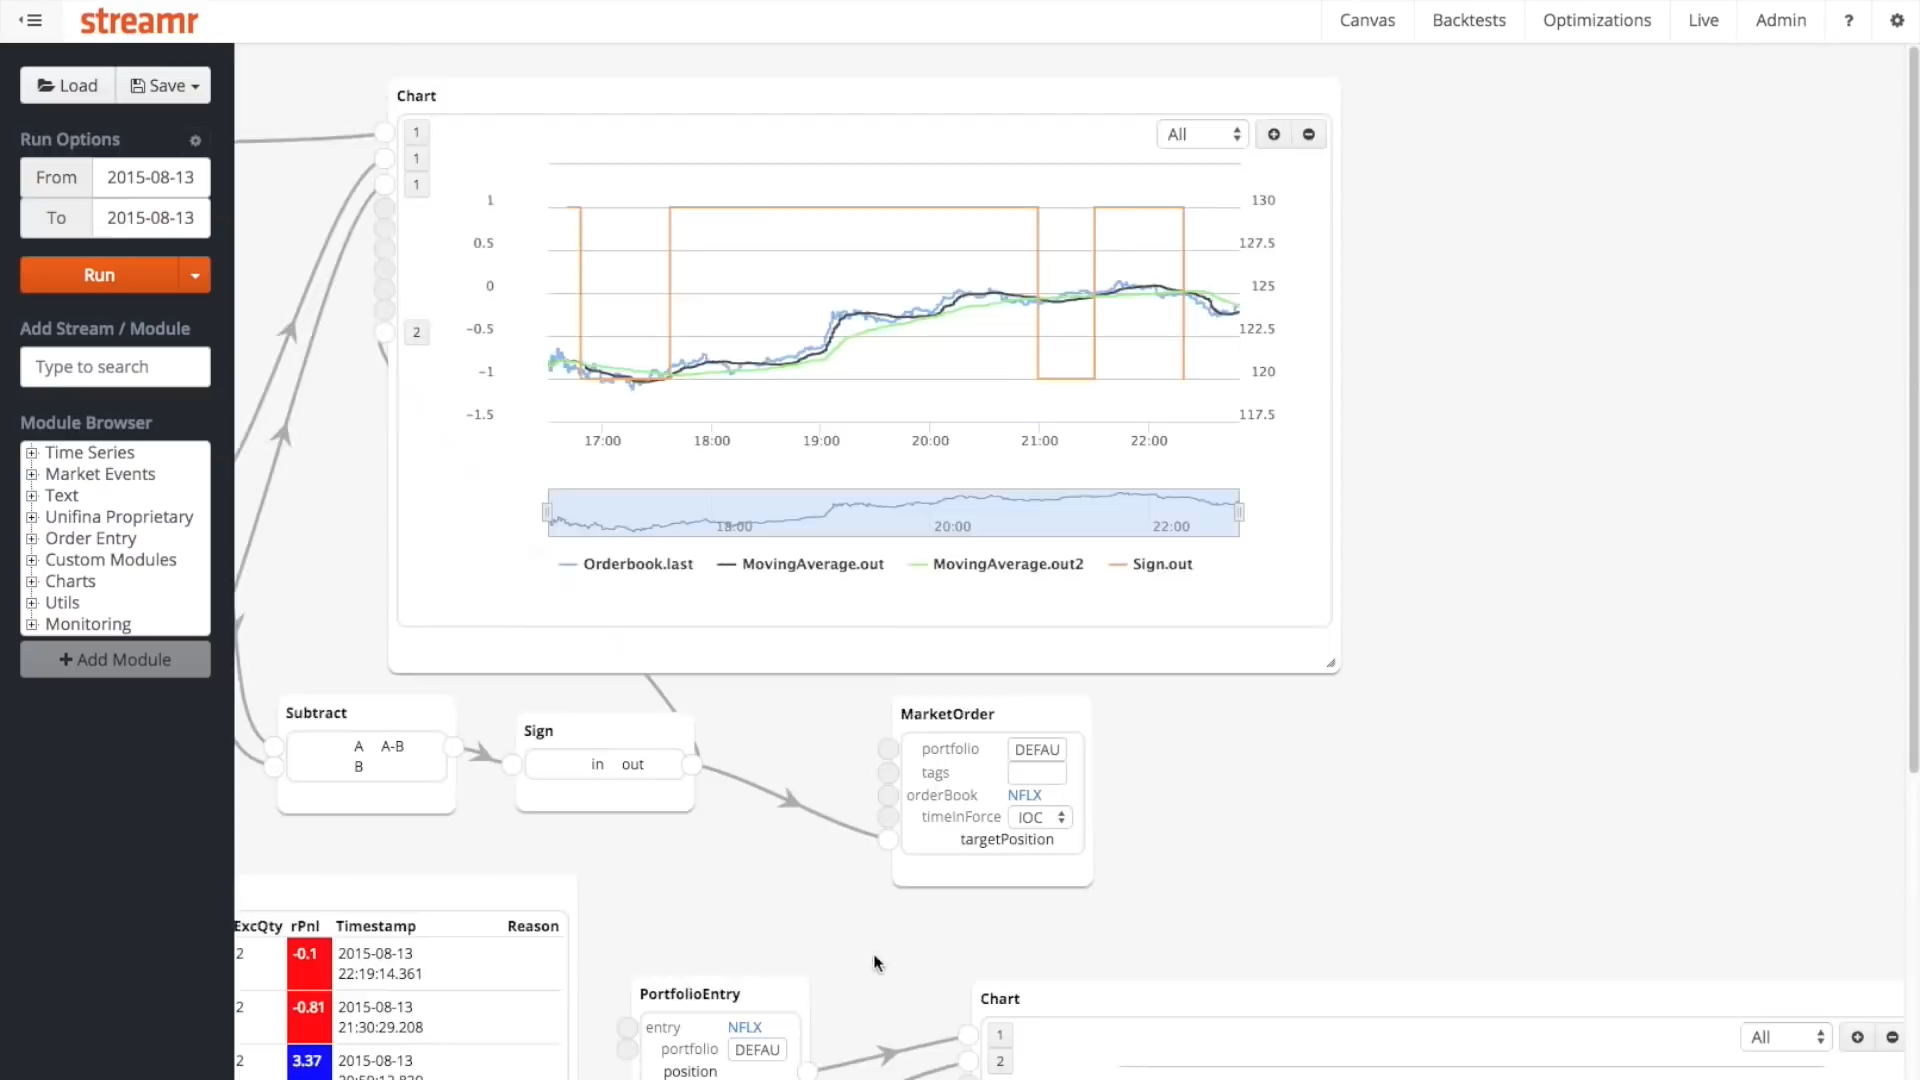 streamr
Canvas
Backtests
Optimizations
Live
Admin
?
Load
Save
Run Options
From 2015-08-13
To 2015-08-13
Run
Add Stream / Module
Type to search
Module Browser
Time Series
Market Events
Text
Unifina Proprietary
Order Entry
Custom Modules
Charts
Utils
Monitoring
Add Module
Chart
1
1
1
2
All
1 130
0.5 127.5
0 125
−0.5 122.5
−1 120
−1.5 117.5
17:00 18:00 19:00 20:00 21:00 22:00
18:00 20:00 22:00
Orderbook.last MovingAverage.out MovingAverage.out2 Sign.out
Subtract
A A-B
B
Sign
in out
MarketOrder
portfolio DEFAU
tags
orderBook NFLX
timeInForce IOC
targetPosition
ExcQty rPnl Timestamp Reason
2 -0.1 2015-08-13
22:19:14.361
2 -0.81 2015-08-13
21:30:29.208
2 3.37 2015-08-13
PortfolioEntry
entry NFLX
portfolio DEFAU
position
Chart
1
2
All